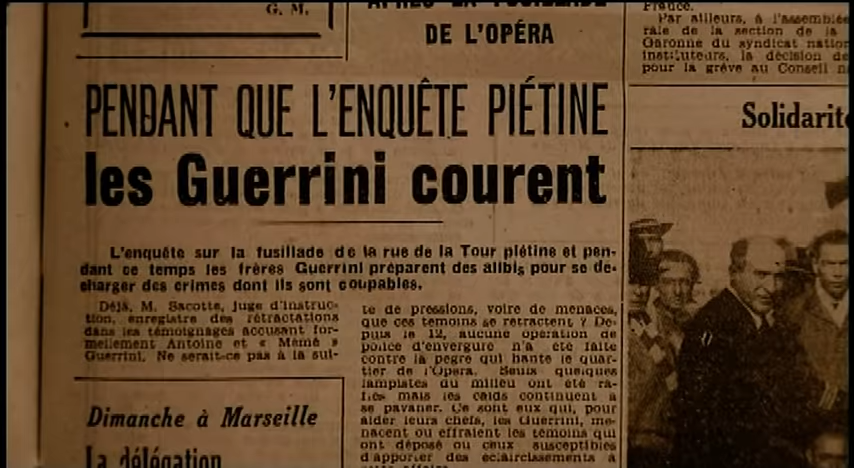 G. M.
APRÈS LA FUSILLADE
DE L'OPÉRA
PENDANT QUE L'ENQUÊTE PIÉTINE
les Guerrini courent
L'enquête sur la fusillade de la rue de la Tour piétine et pen-
dant ce temps les frères Guerrini préparent des alibis pour se dé-
charger des crimes dont ils sont coupables.
Déjà, M. Sacotte, juge d'instruc-
tion, enregistre des rétractations
dans les témoignages accusant for-
mellement Antoine et « Mémé »
Guerrini. Ne serait-ce pas à la sui-
te de pressions, voire de menaces,
que ces témoins se rétractent ? De-
puis le 12, aucune opération de
police d'envergure n'a été faite
contre la pègre qui hante le quar-
tier de l'Opéra. Seuls quelques
lampistes du milieu ont été ra-
flés mais les caïds continuent à
se pavaner. Ce sont eux qui, pour
aider leurs chefs, les Guerrini, me-
nacent ou effraient les témoins qui
ont déposé ou ceux susceptibles
d'apporter des éclaircissements à
Dimanche à Marseille
La délégation
France.
Par ailleurs, à l'assemblée
rale de la section de la
Garonne du syndicat nation
instituteurs, la décision de
pour la grève au Conseil n
Solidarité